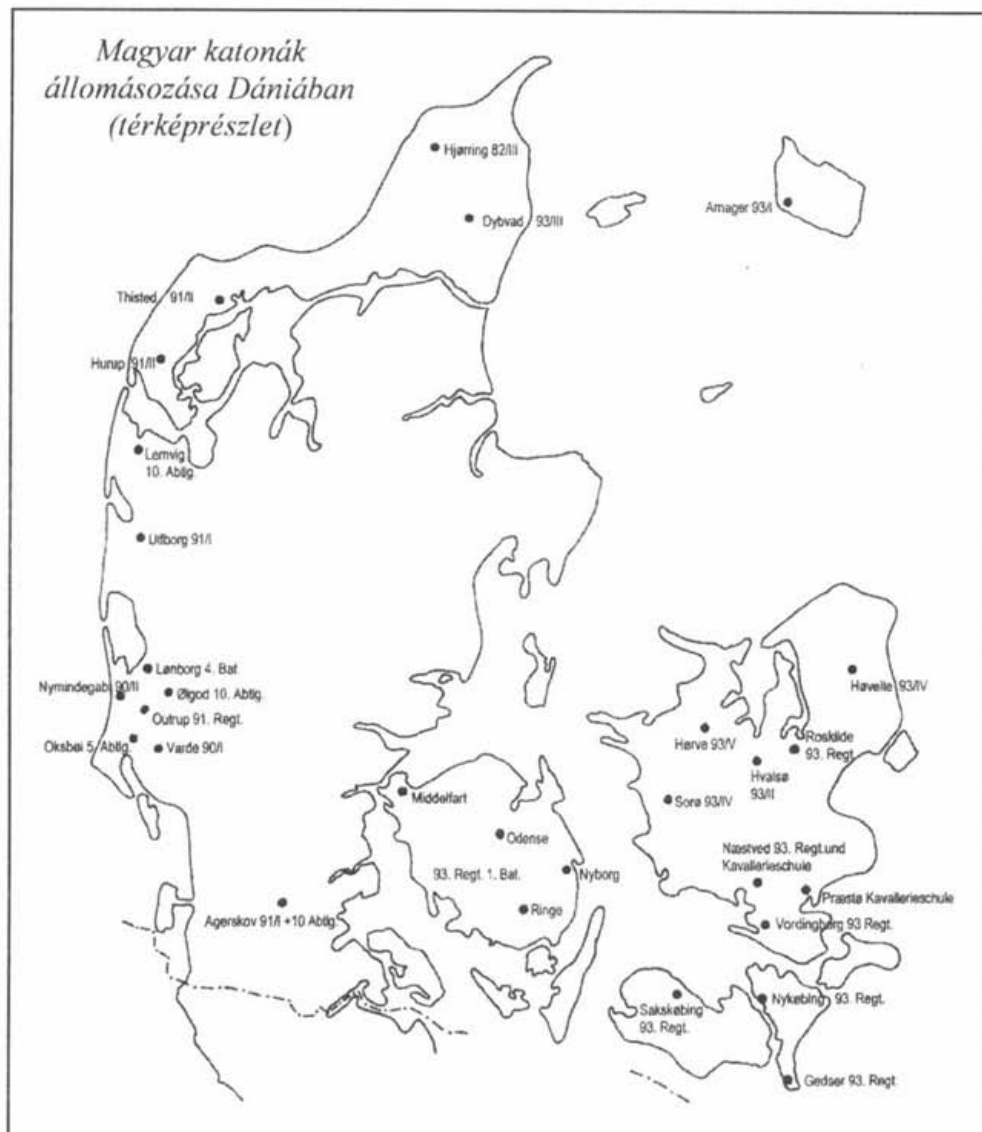 Magyar katonák
állomásozása Dániában
(térképrészlet)
Hjørring 82/III
Amager 93/I
Dybvad 93/III
Thisted 91/II
Hurup 91/II
Lemvig
10. Abtlg.
Ulfborg 91/I
Lønborg 4. Bat.
Nymindegab 90/II
Ølgod 10. Abtlg.
Outrup 91. Regt.
Oksbøl 5. Abtlg.
Varde 90/I
Høvelte 93/IV
Hørve 93/V
Roskilde
93. Regt.
Hvalsø
93/II
Sorø 93/IV
Middelfart
Odense
93. Regt. 1. Bat.
Nyborg
Ringe
Næstved 93. Regt.und
Kavallerieschule
Præstø Kavallerieschule
Vordingborg 93 Regt.
Agerskov 91/I +10 Abtlg.
Sakskøbing
93. Regt.
Nykøbing 93. Regt.
Gedser 93. Regt.